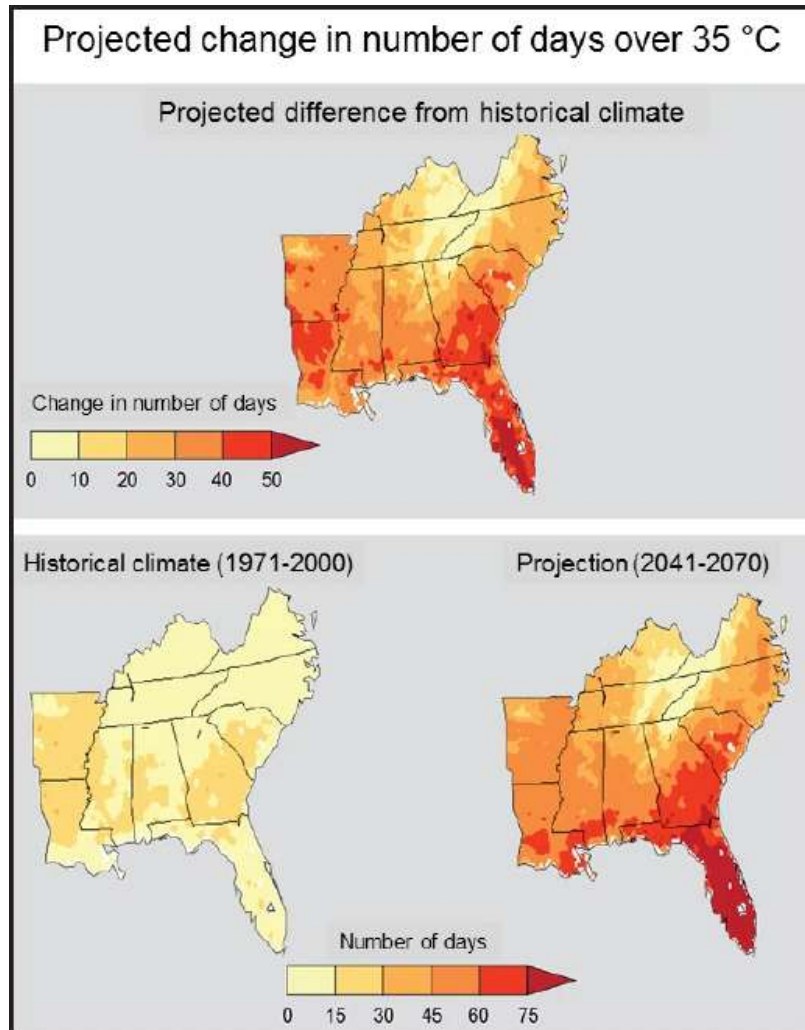 Projected change in number of days over 35 °C
Projected difference from historical climate
Change in number of days
0 10 20 30 40 50
Historical climate (1971-2000)
Projection (2041-2070)
Number of days
0 15 30 45 60 75